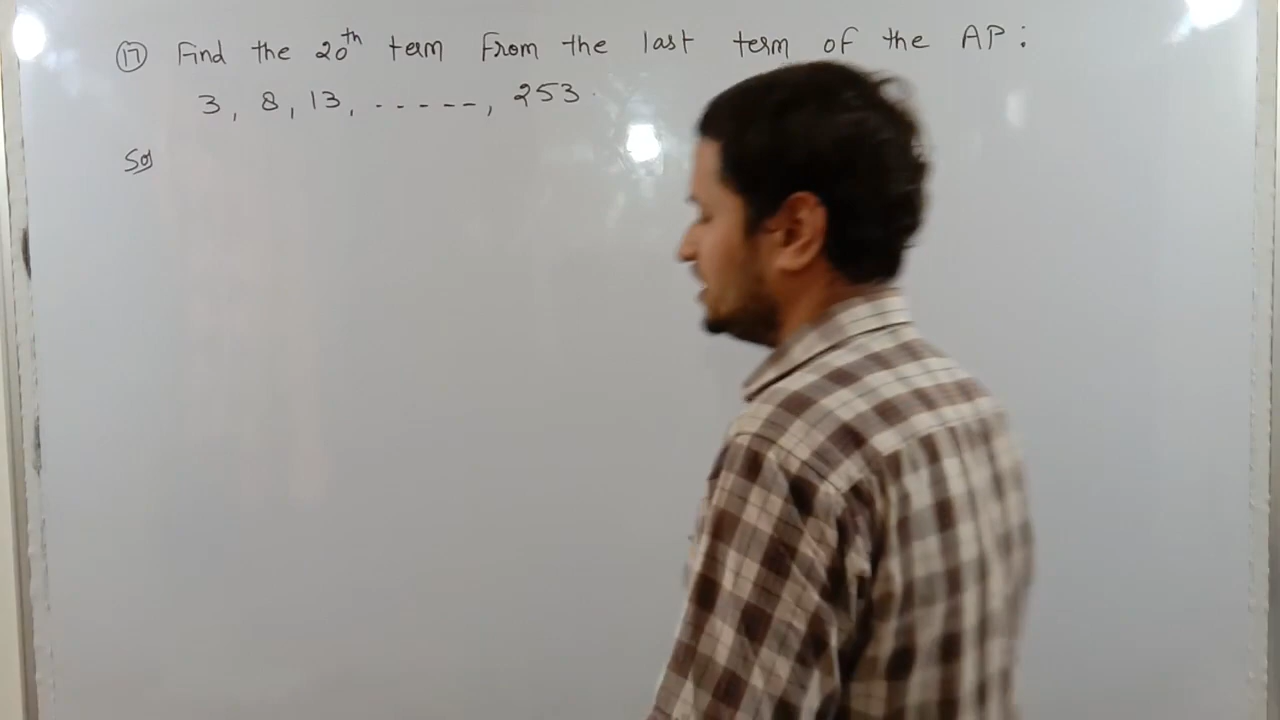 ⑰ Find the 20th term from the last term of the AP:
3, 8, 13, ------, 253.
Sol